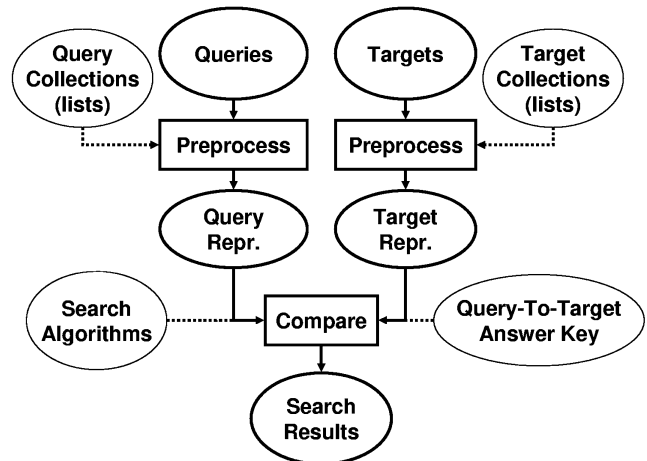 Query
Collections
(lists)
Queries
Targets
Target
Collections
(lists)
Preprocess
Preprocess
Query
Repr.
Target
Repr.
Search
Algorithms
Compare
Query-To-Target
Answer Key
Search
Results